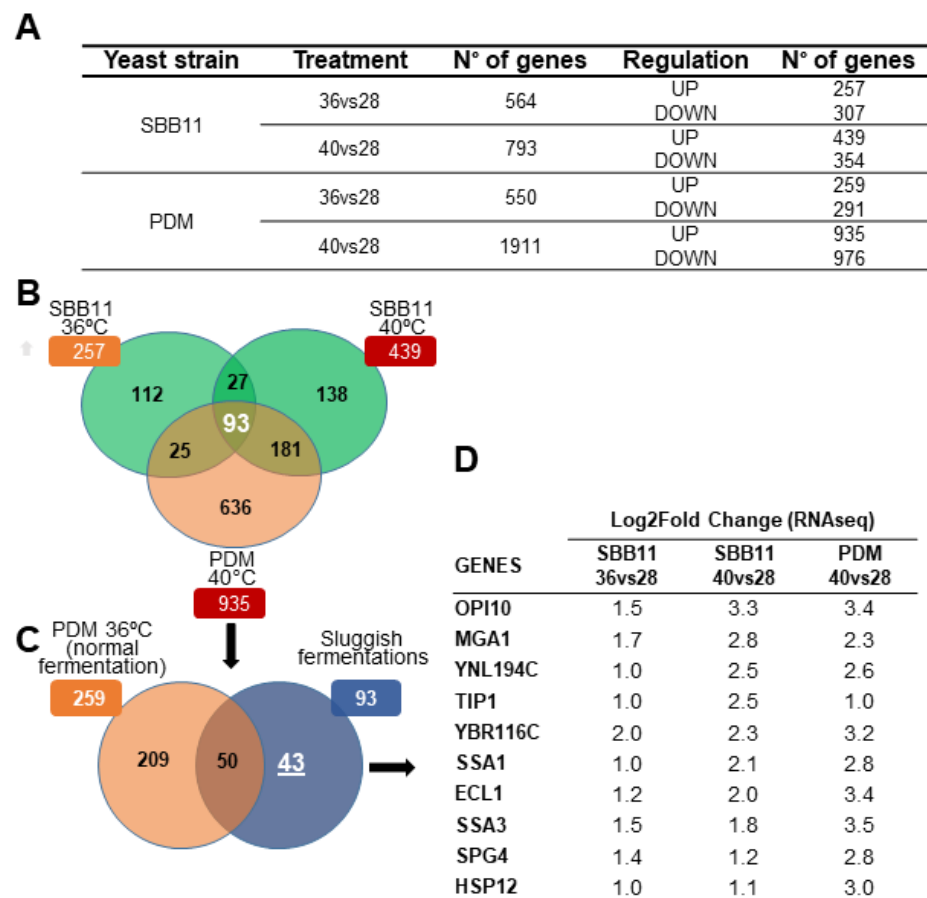 A
Yeast strain Treatment N° of genes Regulation N° of genes
SBB11 36vs28 564 UP 257
DOWN 307
40vs28 793 UP 439
DOWN 354
PDM 36vs28 550 UP 259
DOWN 291
40vs28 1911 UP 935
DOWN 976
B
SBB11
36ºC
257
SBB11
40ºC
439
112
27
138
93
25
181
636
PDM
40°C
935
C
PDM 36ºC
(normal
fermentation)
259
Sluggish
fermentations
93
209
50
43
D
Log2Fold Change (RNAseq)
GENES SBB11 36vs28 SBB11 40vs28 PDM 40vs28
OPI10 1.5 3.3 3.4
MGA1 1.7 2.8 2.3
YNL194C 1.0 2.5 2.6
TIP1 1.0 2.5 1.0
YBR116C 2.0 2.3 3.2
SSA1 1.0 2.1 2.8
ECL1 1.2 2.0 3.4
SSA3 1.5 1.8 3.5
SPG4 1.4 1.2 2.8
HSP12 1.0 1.1 3.0